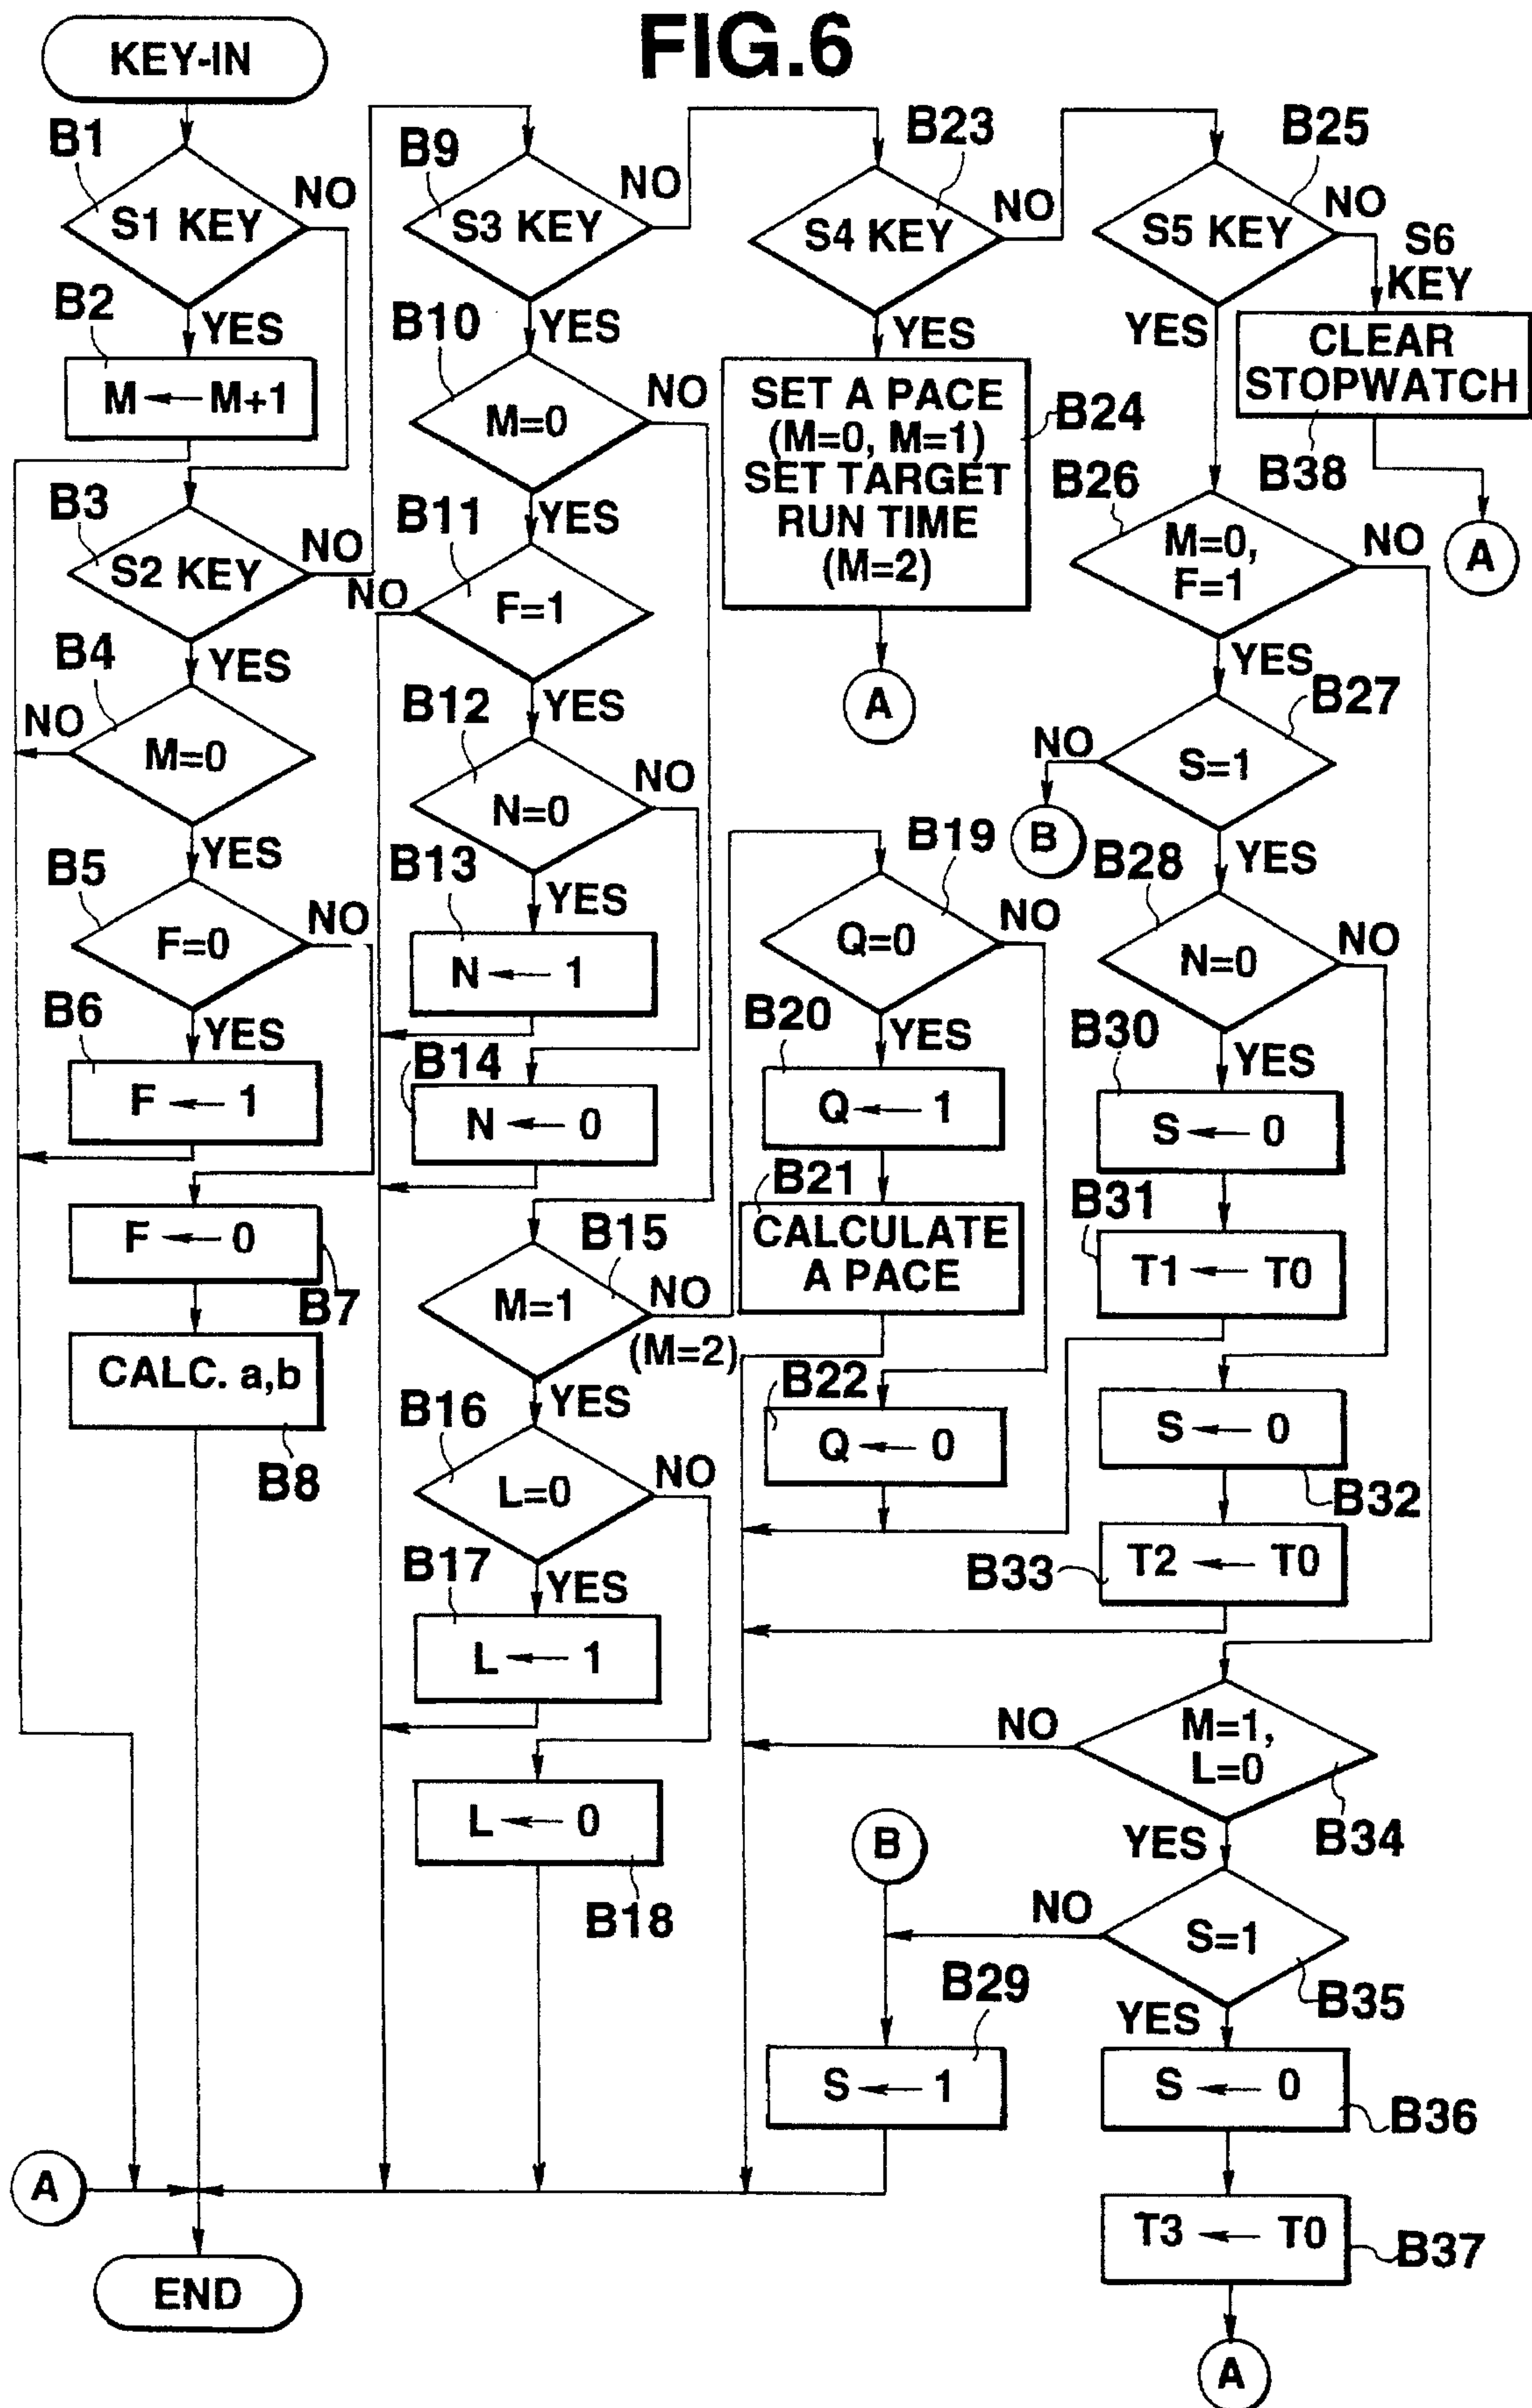 FIG.6
KEY-IN
B1
S1 KEY
NO
YES
B2
M ← M+1
B3
S2 KEY
NO
YES
B4
NO
M=0
YES
B5
F=0
NO
YES
B6
F ← 1
F ← 0
B7
CALC. a,b
B8
A
END
B9
S3 KEY
NO
YES
B10
M=0
NO
YES
B11
NO
F=1
YES
B12
N=0
NO
YES
B13
N ← 1
B14
N ← 0
B15
M=1
NO
(M=2)
YES
B16
L=0
NO
YES
B17
L ← 1
L ← 0
B18
B23
S4 KEY
NO
YES
SET A PACE
(M=0, M=1)
SET TARGET
RUN TIME
(M=2)
B24
A
B19
Q=0
NO
B20
YES
Q ← 1
B21
CALCULATE
A PACE
B22
Q ← 0
B
B29
S ← 1
B25
S5 KEY
NO
S6
KEY
YES
CLEAR
STOPWATCH
B38
A
B26
M=0,
F=1
NO
YES
B27
NO
S=1
B
YES
B28
N=0
NO
B30
YES
S ← 0
B31
T1 ← T0
S ← 0
B32
B33
T2 ← T0
NO
M=1,
L=0
B34
YES
NO
S=1
B35
YES
S ← 0
B36
T3 ← T0
B37
A